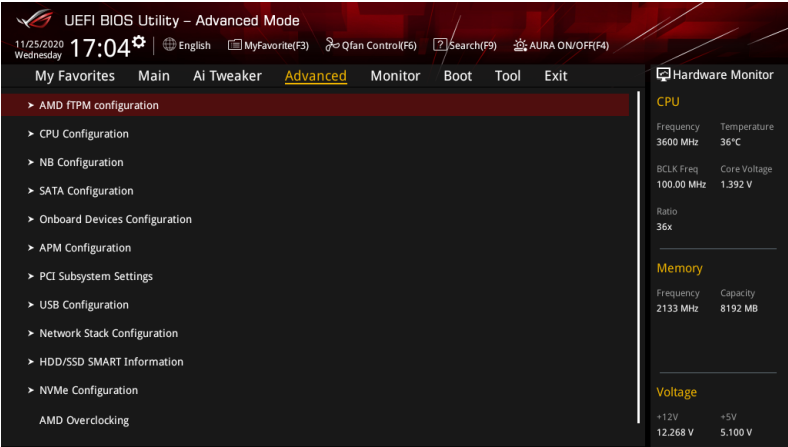 UEFI BIOS Utility – Advanced Mode
11/25/2020 Wednesday 17:04 English MyFavorite(F3) Qfan Control(F6) ? Search(F9) AURA ON/OFF(F4)
My Favorites Main Ai Tweaker Advanced Monitor Boot Tool Exit
> AMD fTPM configuration
> CPU Configuration
> NB Configuration
> SATA Configuration
> Onboard Devices Configuration
> APM Configuration
> PCI Subsystem Settings
> USB Configuration
> Network Stack Configuration
> HDD/SSD SMART Information
> NVMe Configuration
AMD Overclocking
Hardware Monitor
CPU
Frequency Temperature
3600 MHz 36°C
BCLK Freq Core Voltage
100.00 MHz 1.392 V
Ratio
36x
Memory
Frequency Capacity
2133 MHz 8192 MB
Voltage
+12V +5V
12.268 V 5.100 V